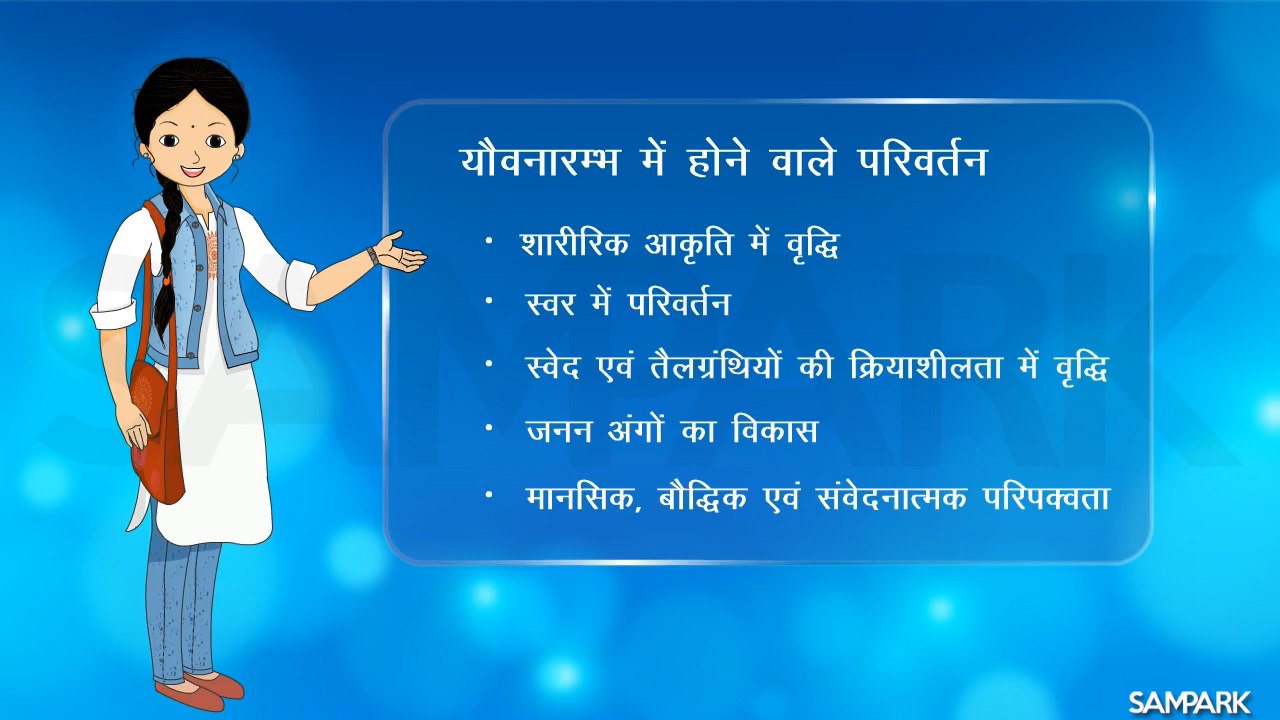 यौवनारम्भ में होने वाले परिवर्तन
· शारीरिक आकृति में वृद्धि
· स्वर में परिवर्तन
· स्वेद एवं तैलग्रंथियों की क्रियाशीलता में वृद्धि
· जनन अंगों का विकास
· मानसिक, बौद्धिक एवं संवेदनात्मक परिपक्वता
SAMPARK
SAMPARK